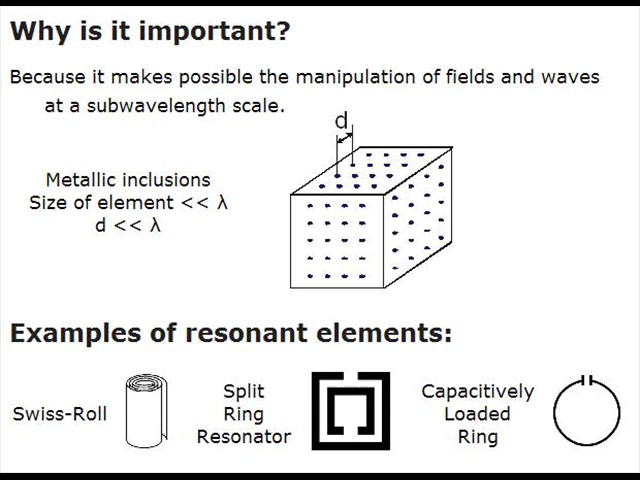 Why is it important?
Because it makes possible the manipulation of fields and waves
at a subwavelength scale.
d
Metallic inclusions
Size of element << λ
d << λ
Examples of resonant elements:
Swiss-Roll
Split
Ring
Resonator
Capacitively
Loaded
Ring